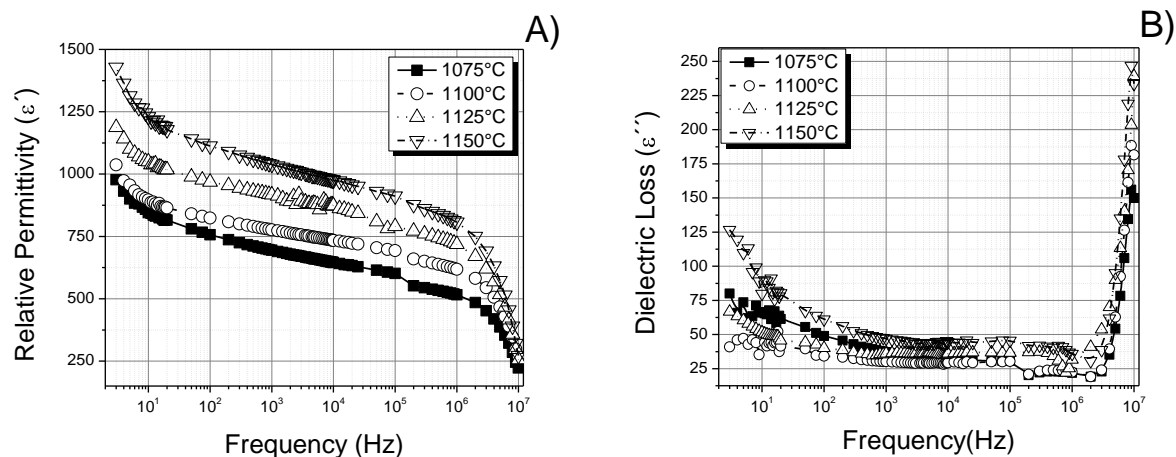 A)
1500
1250
1000
750
500
250
Relative Permittivity (ε´)
1075°C
1100°C
1125°C
1150°C
10¹ 10² 10³ 10⁴ 10⁵ 10⁶ 10⁷
Frequency (Hz)
B)
250
225
200
175
150
125
100
75
50
25
Dielectric Loss (ε´´)
1075°C
1100°C
1125°C
1150°C
10¹ 10² 10³ 10⁴ 10⁵ 10⁶ 10⁷
Frequency(Hz)